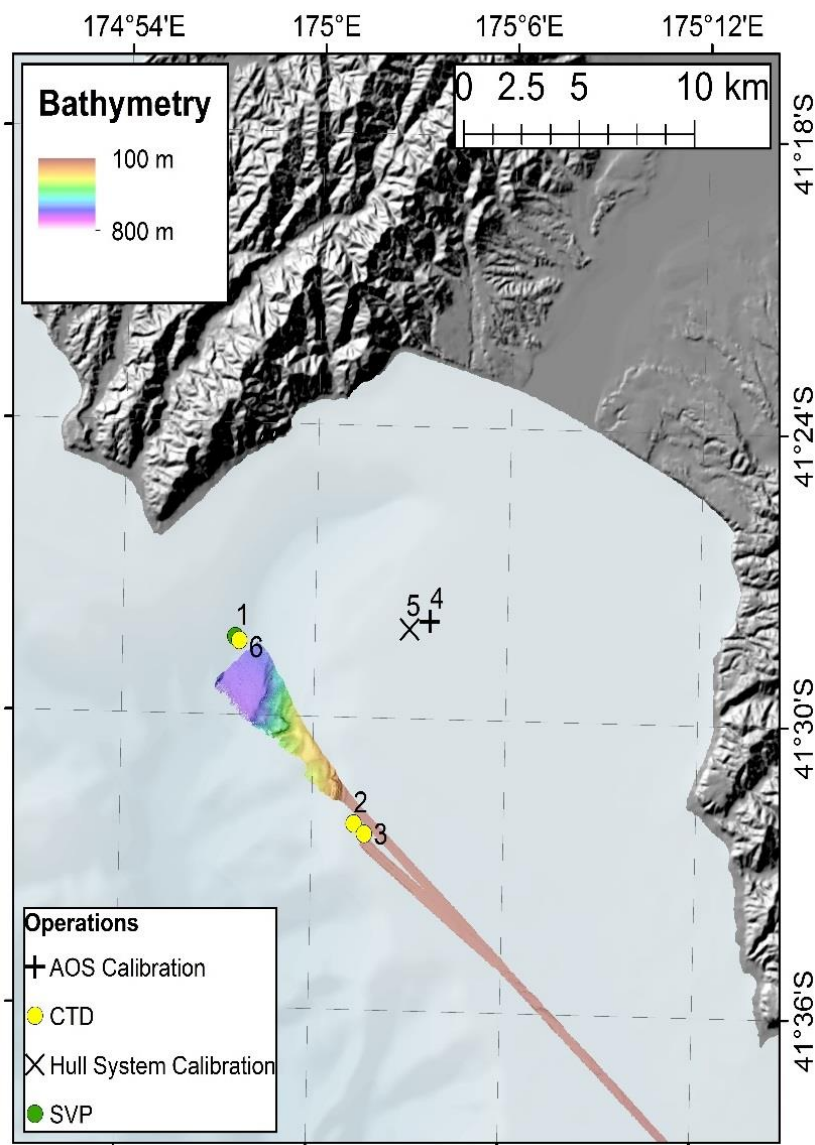 174°54'E 175°E 175°6'E 175°12'E
Bathymetry
100 m
800 m
0 2.5 5 10 km
41°18'S
41°24'S
5 4
1
6
41°30'S
2
3
41°36'S
Operations
AOS Calibration
CTD
Hull System Calibration
SVP